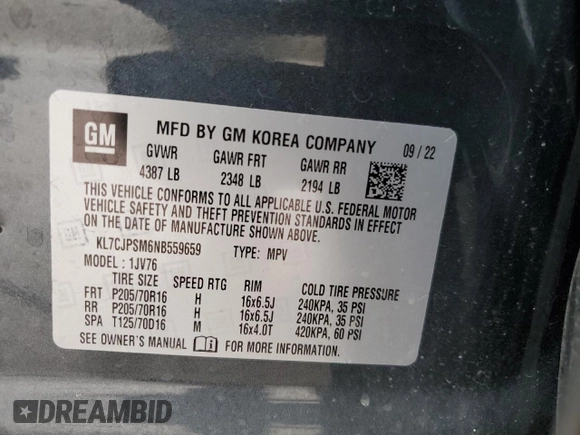 GM
MFD BY GM KOREA COMPANY
09 / 22
GVWR GAWR FRT GAWR RR
4387 LB 2348 LB 2194 LB
THIS VEHICLE CONFORMS TO ALL APPLICABLE U.S. FEDERAL MOTOR
VEHICLE SAFETY AND THEFT PREVENTION STANDARDS IN EFFECT
ON THE DATE OF MANUFACTURE SHOWN ABOVE.
KL7CJPSM6NB559659 TYPE: MPV
MODEL : 1JV76
TIRE SIZE SPEED RTG RIM COLD TIRE PRESSURE
FRT P205/70R16 H 16x6.5J 240KPA, 35 PSI
RR P205/70R16 H 16x6.5J 240KPA, 35 PSI
SPA T125/70D16 M 16x4.0T 420KPA, 60 PSI
SEE OWNER'S MANUAL FOR MORE INFORMATION.
DREAMBID